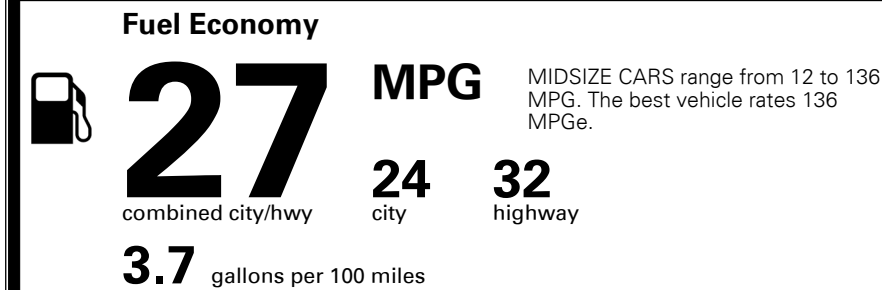 Fuel Economy
27
MPG
MIDSIZE CARS range from 12 to 136
MPG. The best vehicle rates 136
MPGe.
combined city/hwy
24
city
32
highway
3.7 gallons per 100 miles